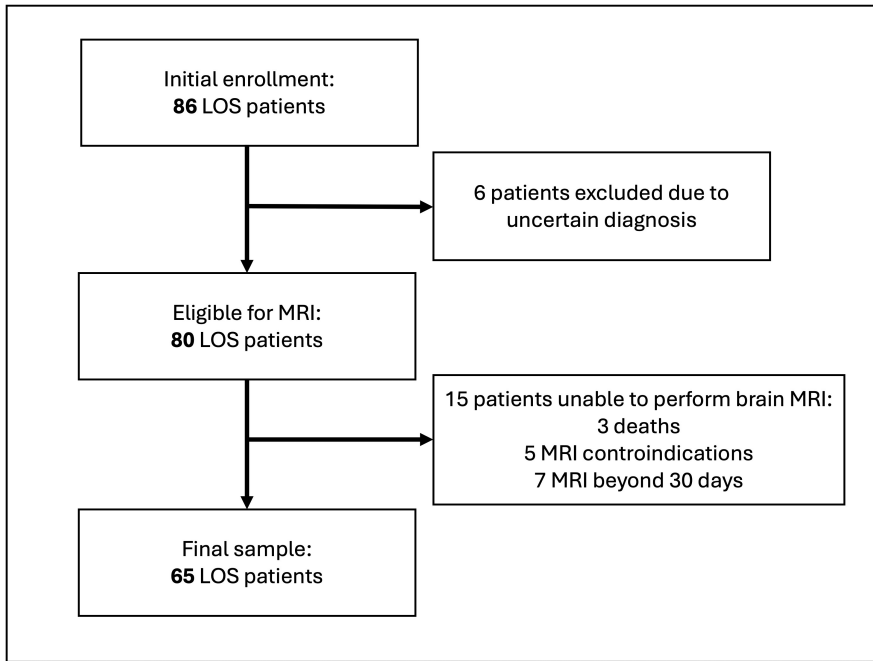 Initial enrollment:
86 LOS patients
6 patients excluded due to
uncertain diagnosis
Eligible for MRI:
80 LOS patients
15 patients unable to perform brain MRI:
3 deaths
5 MRI controindications
7 MRI beyond 30 days
Final sample:
65 LOS patients